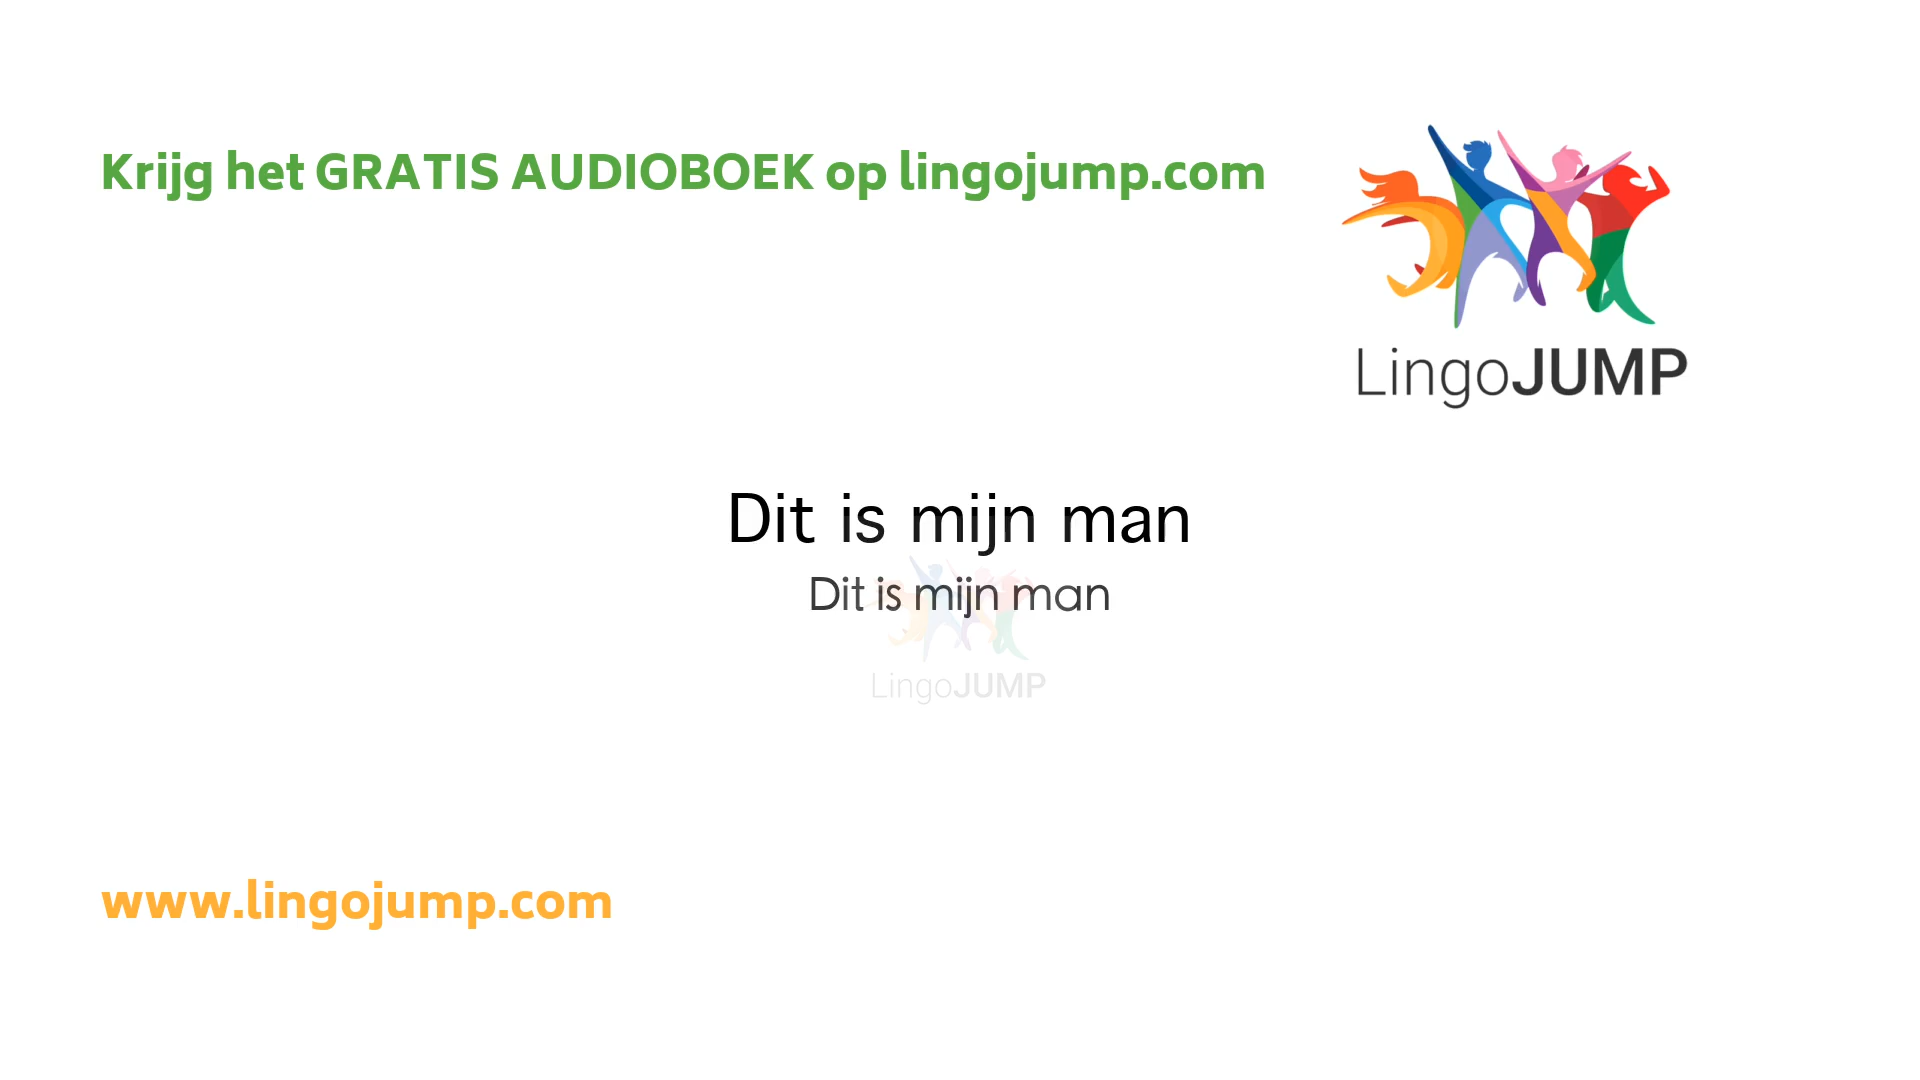 Krijg het GRATIS AUDIOBOEK op lingojump.com
LingoJUMP
Dit is mijn man
Dit is mijn man
LingoJUMP
www.lingojump.com